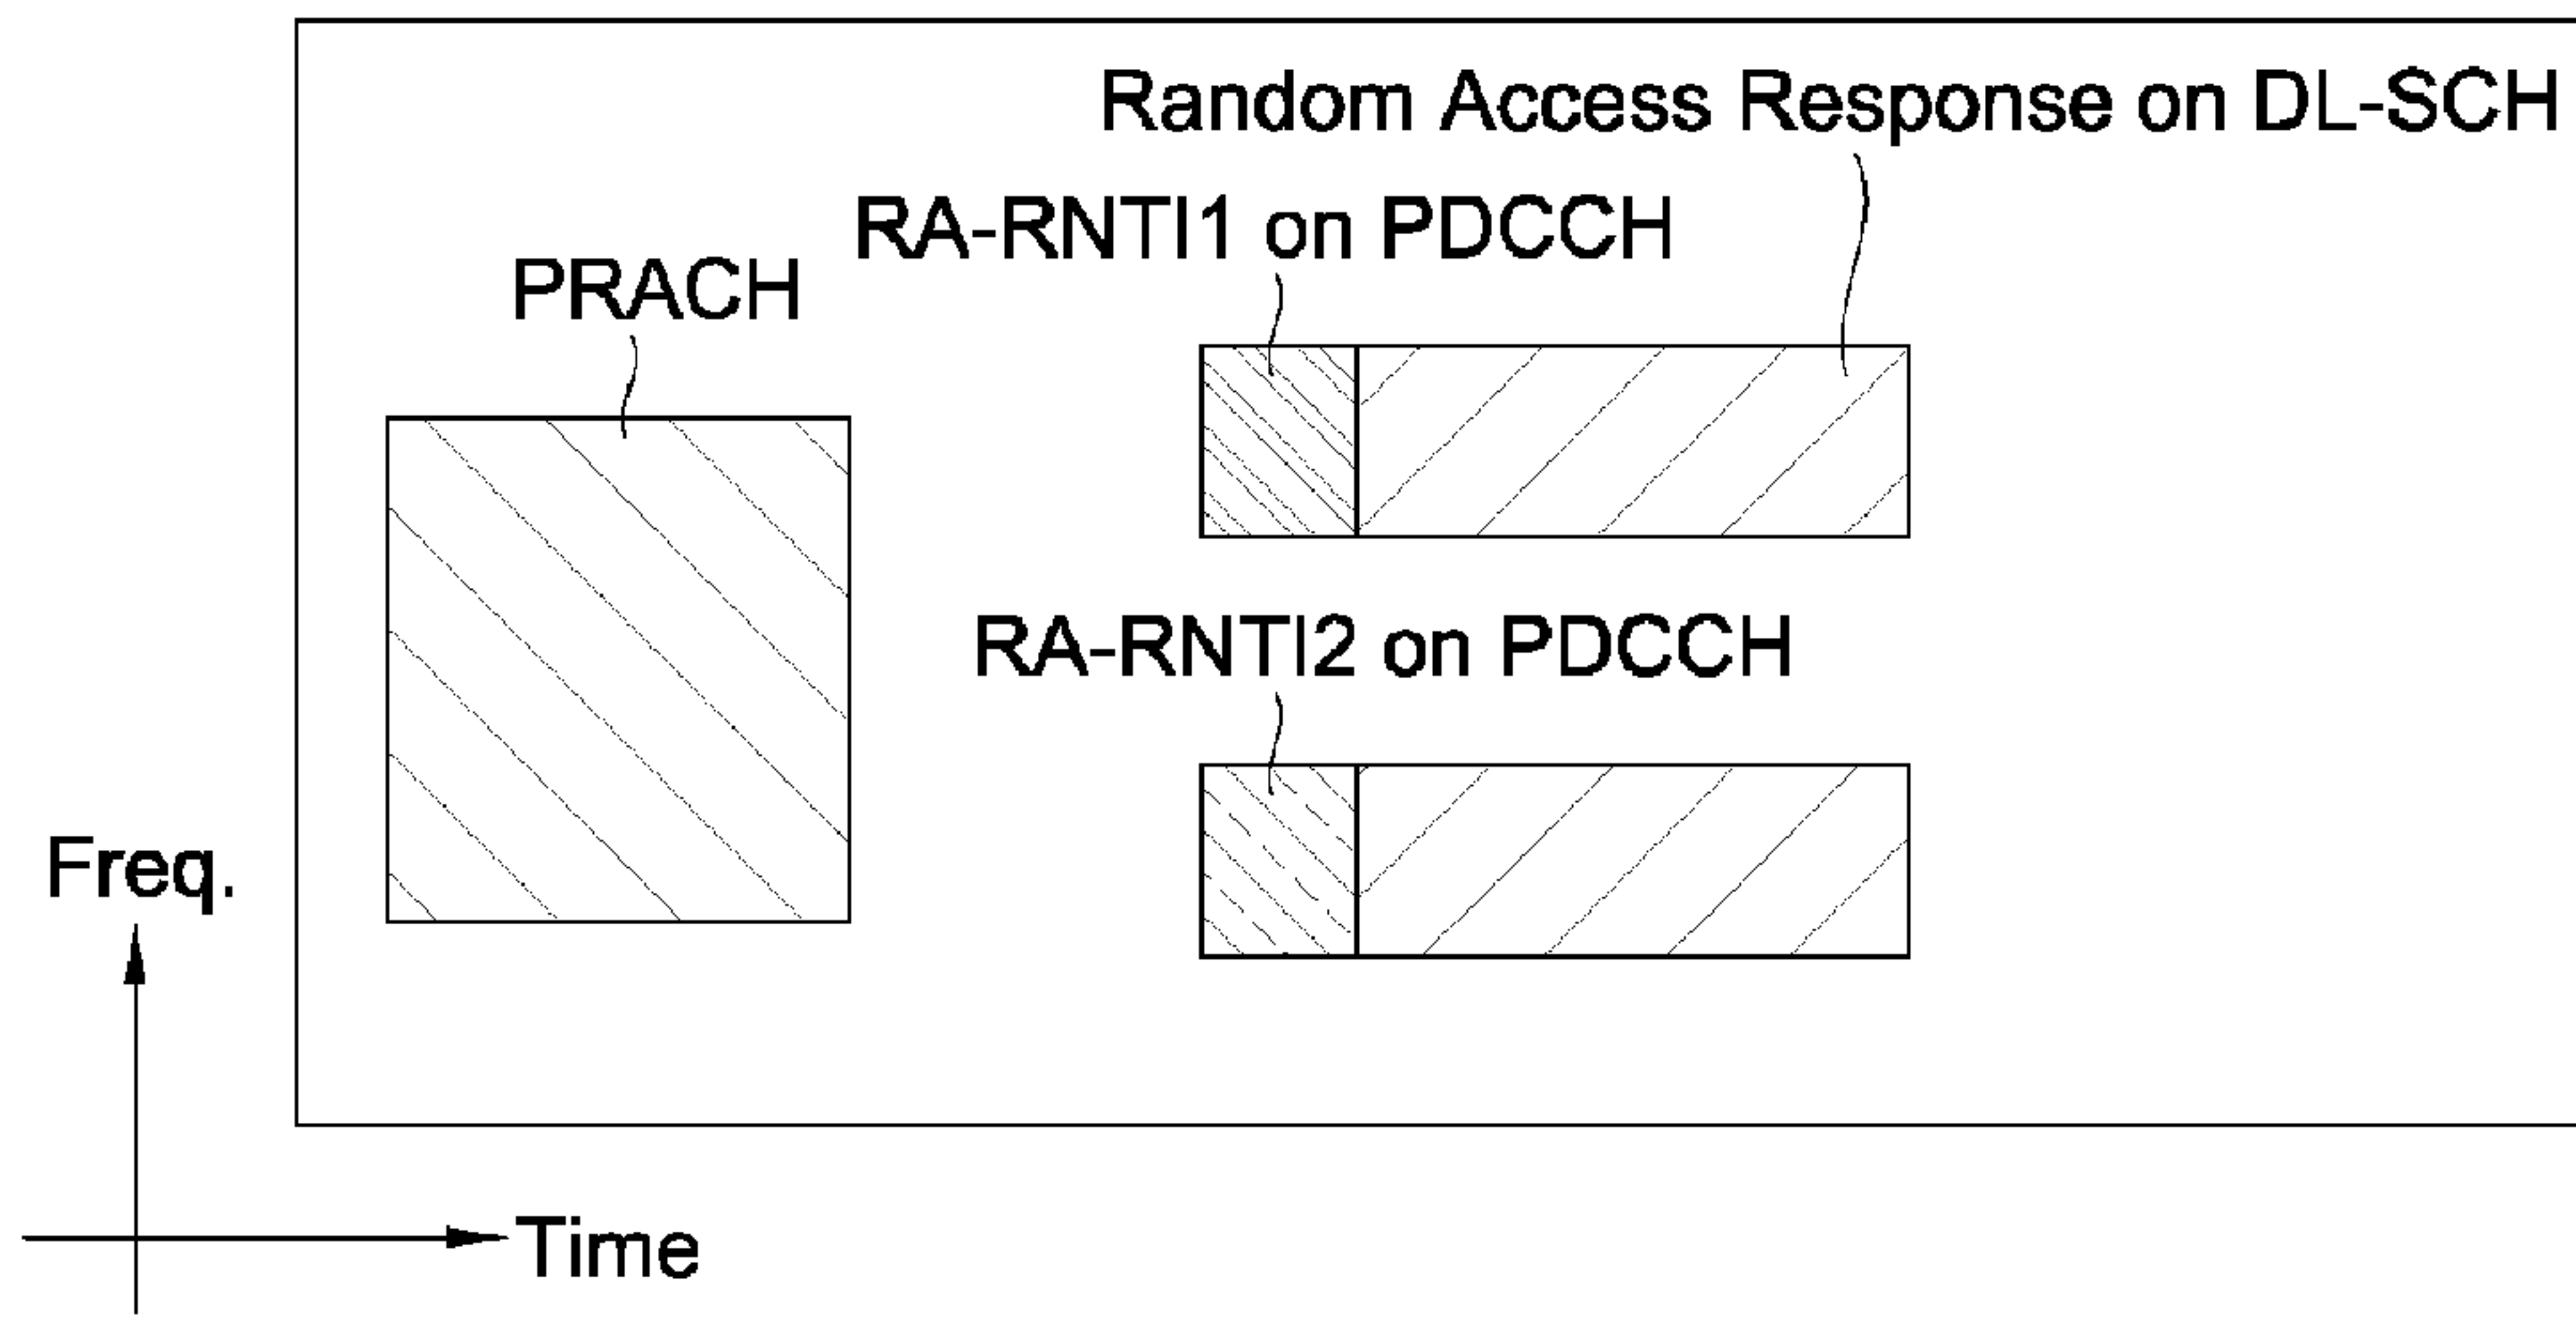 Random Access Response on DL-SCH
RA-RNTI1 on PDCCH
PRACH
RA-RNTI2 on PDCCH
Freq.
Time